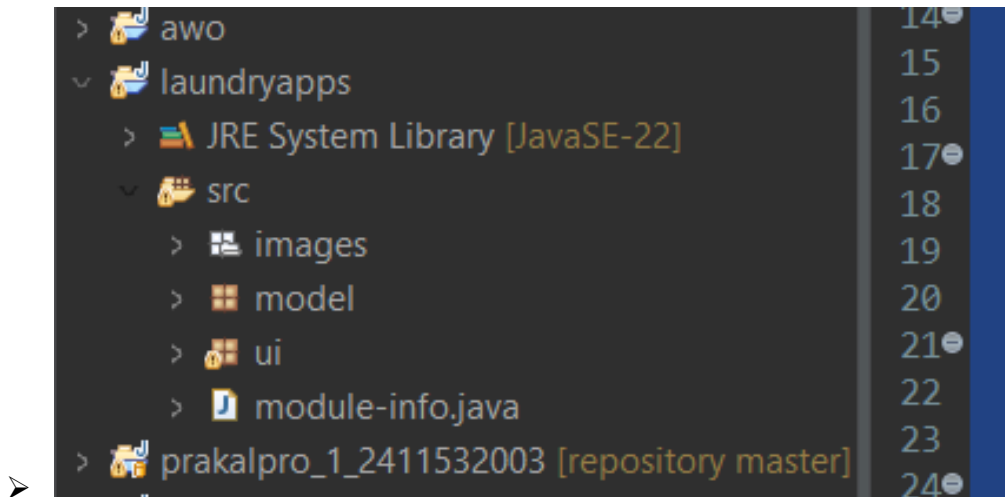 awo
laundryapps
JRE System Library [JavaSE-22]
src
images
model
ui
module-info.java
prakalpro_1_2411532003 [repository master]
14
15
16
17
18
19
20
21
22
23
24